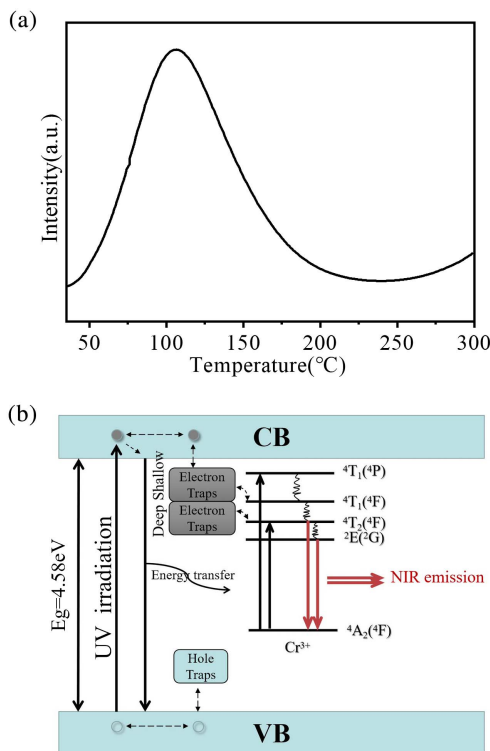 (a)
Intensity(a.u.)
50
100
150
200
250
300
Temperature(℃)
(b)
CB
Deep Shallow
Electron
Traps
Electron
Traps
⁴T₁(⁴P)
⁴T₁(⁴F)
⁴T₂(⁴F)
²E(²G)
Eg=4.58eV
UV irradiation
Energy transfer
NIR emission
⁴A₂(⁴F)
Cr³⁺
Hole
Traps
VB